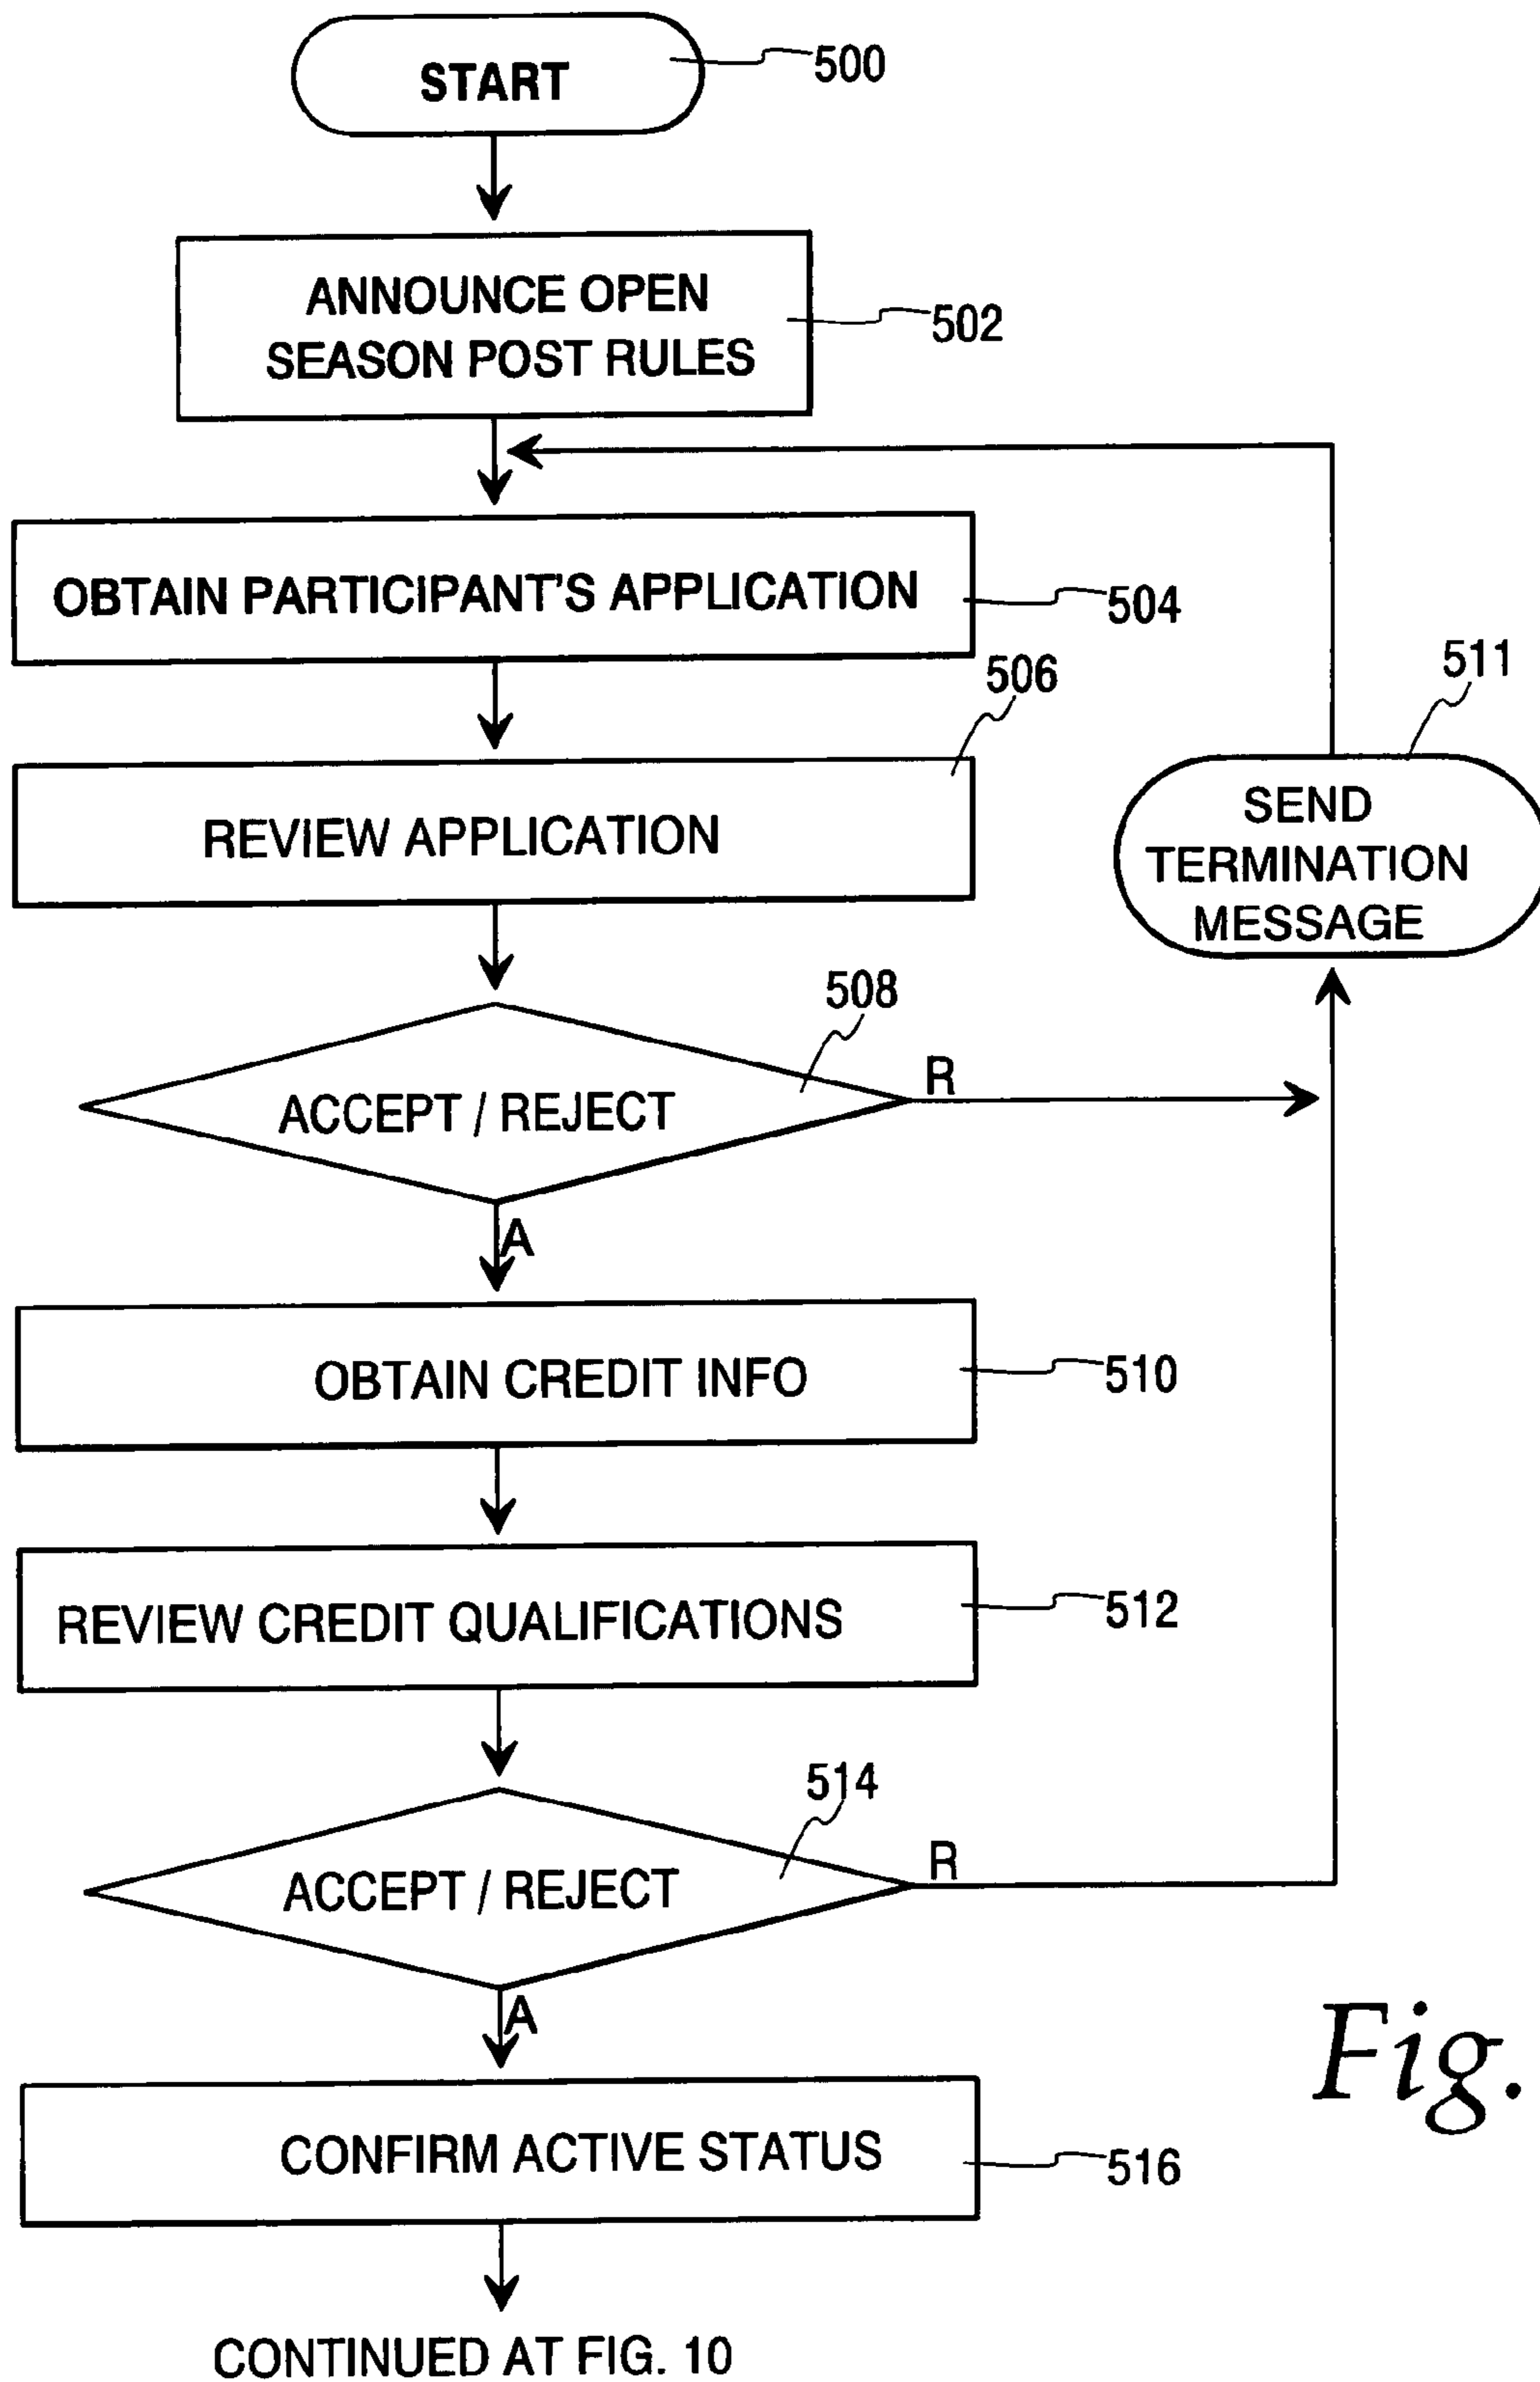 START
500
ANNOUNCE OPEN
SEASON POST RULES
502
OBTAIN PARTICIPANT'S APPLICATION
504
506
511
REVIEW APPLICATION
SEND
TERMINATION
MESSAGE
508
R
ACCEPT / REJECT
A
OBTAIN CREDIT INFO
510
REVIEW CREDIT QUALIFICATIONS
512
514
R
ACCEPT / REJECT
A
Fig.
CONFIRM ACTIVE STATUS
516
CONTINUED AT FIG. 10